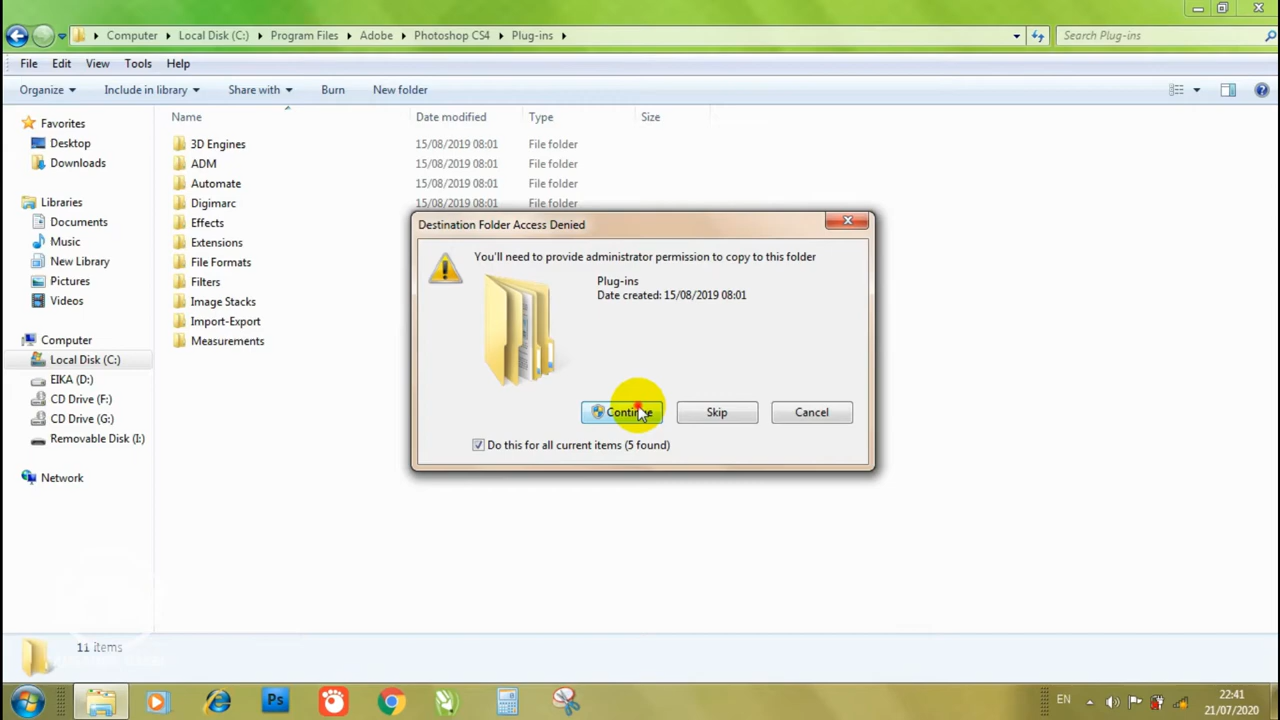 Computer Local Disk (C:) Program Files Adobe Photoshop CS4 Plug-ins
Search Plug-ins
File Edit View Tools Help
Organize Include in library Share with Burn New folder
Name Date modified Type Size
Favorites
Desktop
Downloads
Libraries
Documents
Music
New Library
Pictures
Videos
Computer
Local Disk (C:)
EIKA (D:)
CD Drive (F:)
CD Drive (G:)
Removable Disk (I:)
Network
3D Engines 15/08/2019 08:01 File folder
ADM 15/08/2019 08:01 File folder
Automate 15/08/2019 08:01 File folder
Digimarc 15/08/2019 08:01 File folder
Effects
Extensions
File Formats
Filters
Image Stacks
Import-Export
Measurements
Destination Folder Access Denied
You'll need to provide administrator permission to copy to this folder
Plug-ins
Date created: 15/08/2019 08:01
Continue Skip Cancel
Do this for all current items (5 found)
11 items
Ps
EN
22:41
21/07/2020